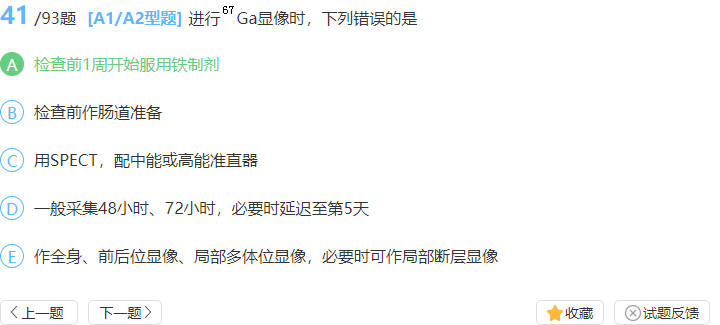 41/93题 [A1/A2型题] 进行⁶⁷Ga显像时，下列错误的是
A 检查前1周开始服用铁制剂
B 检查前作肠道准备
C 用SPECT，配中能或高能准直器
D 一般采集48小时、72小时，必要时延迟至第5天
E 作全身、前后位显像、局部多体位显像，必要时可作局部断层显像
上一题 下一题 收藏 试题反馈